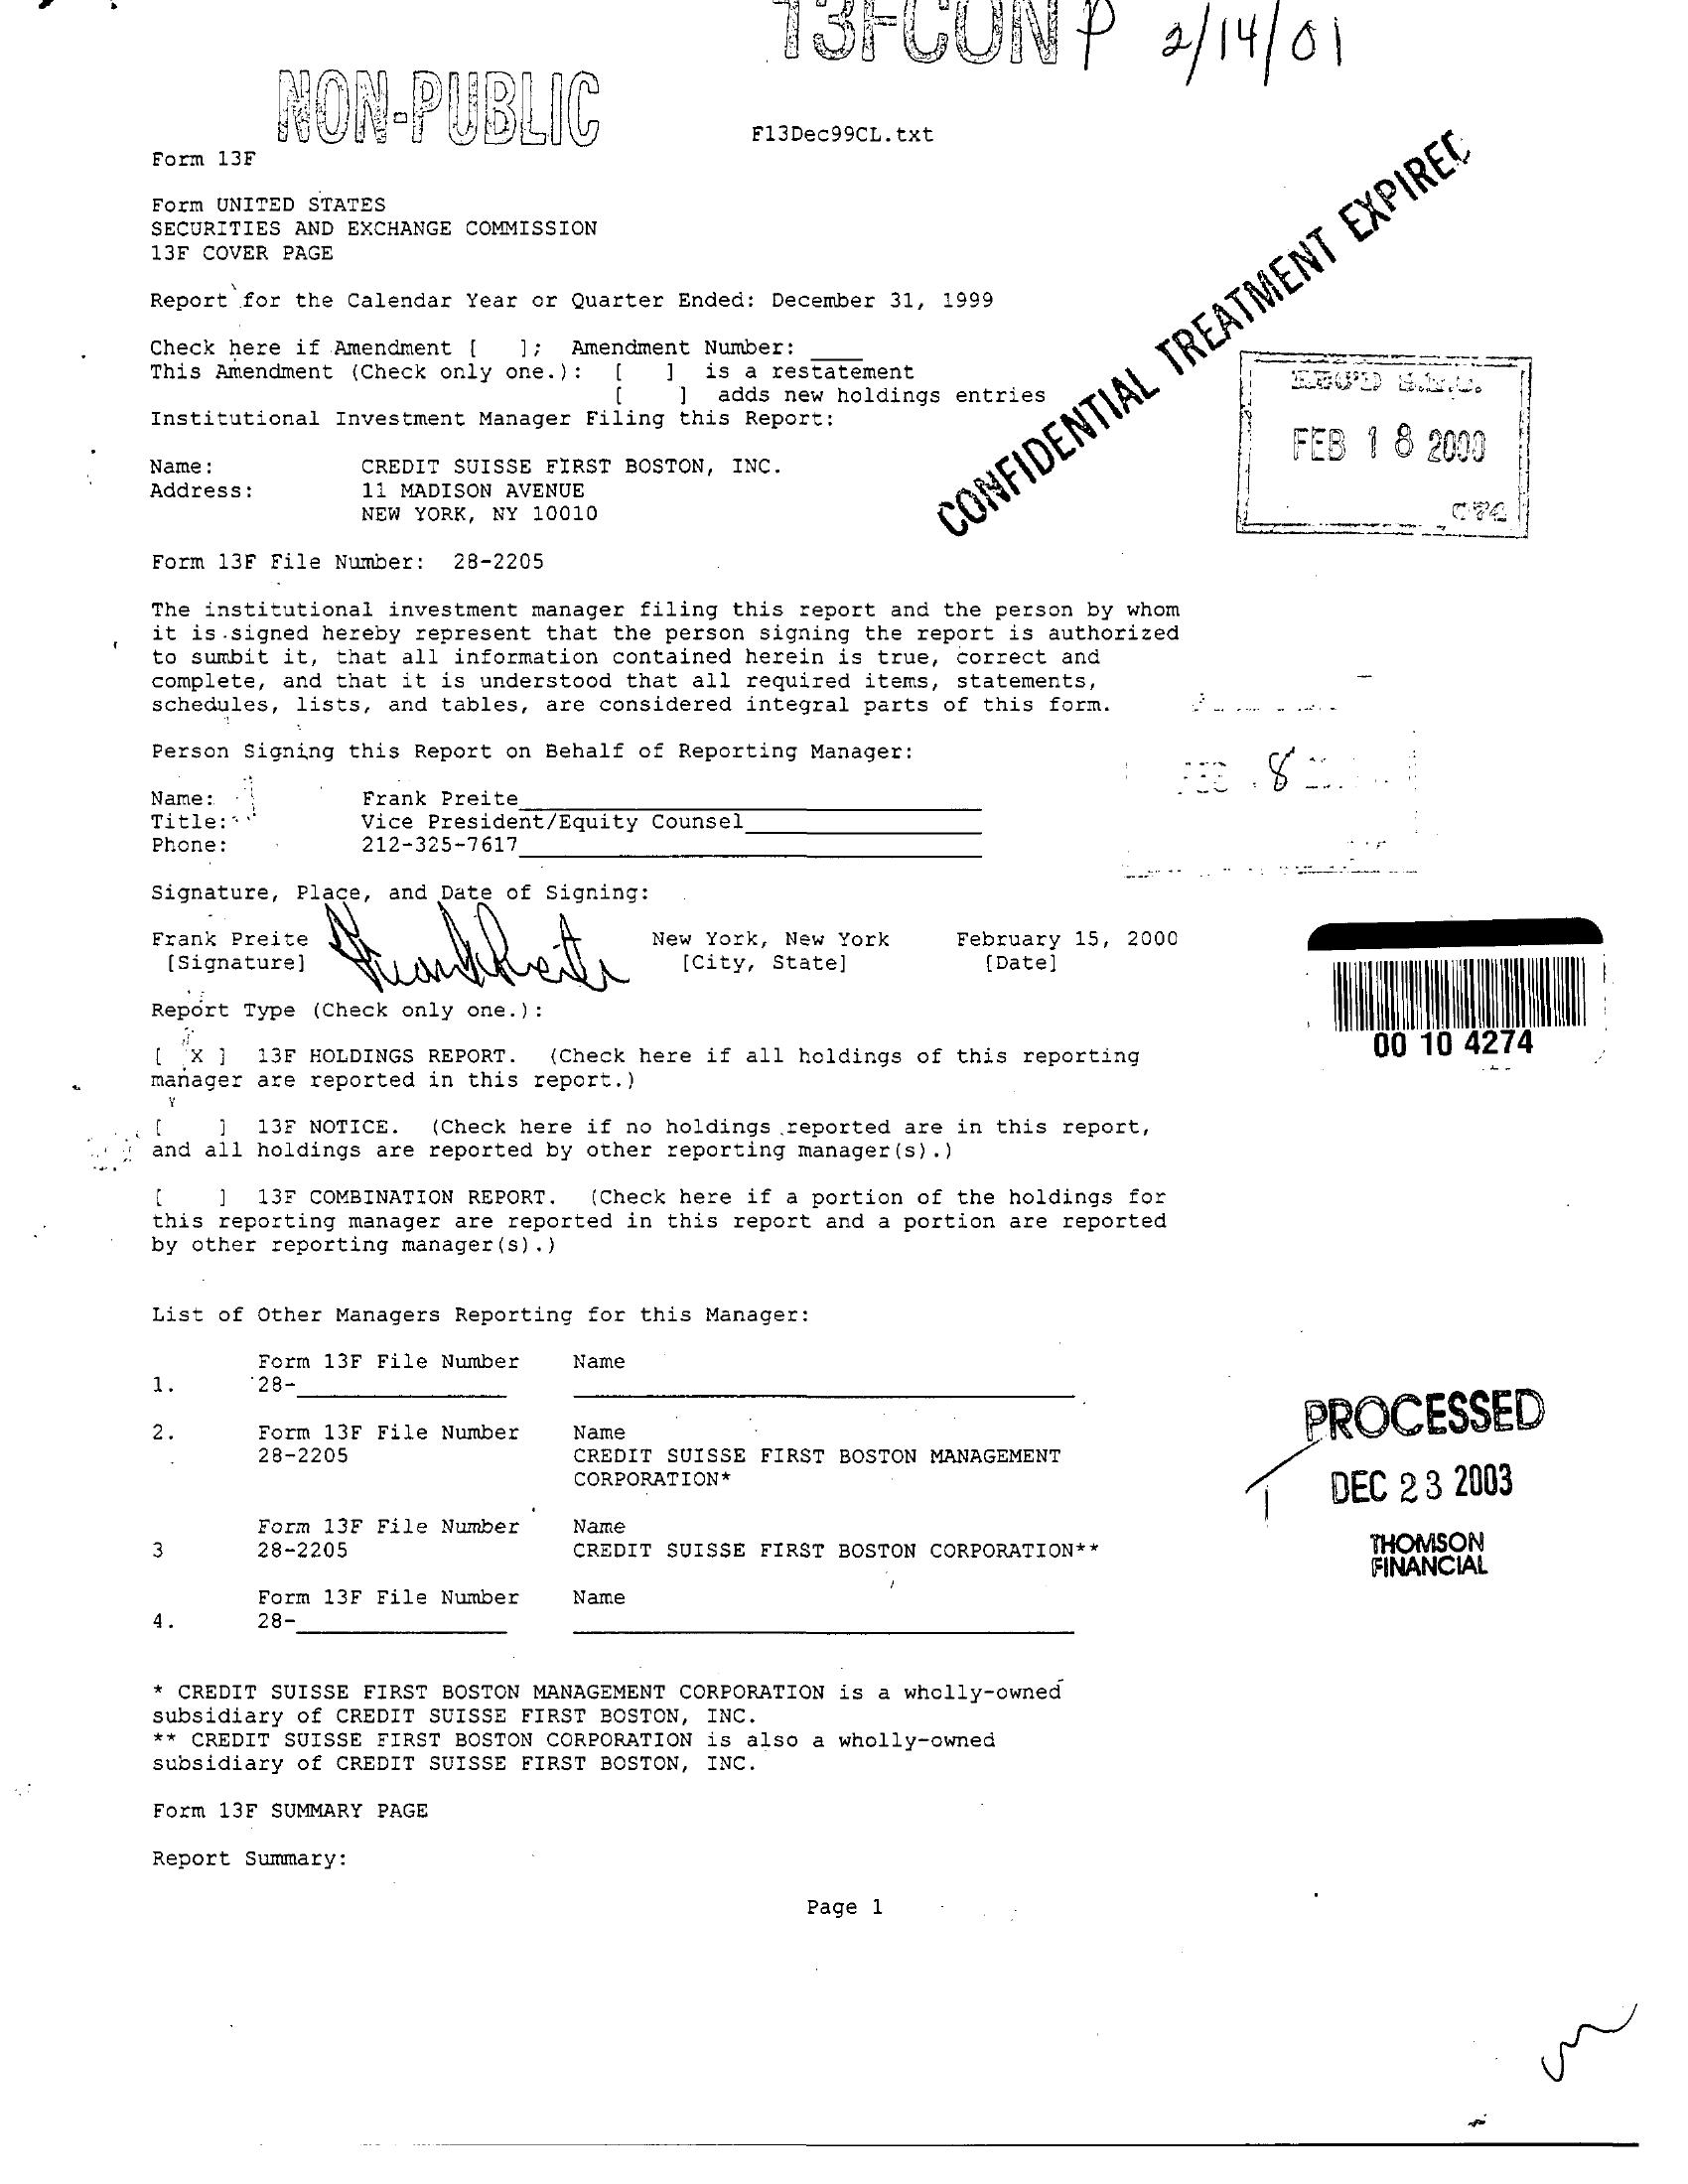 13FCONP 2/14/01
NON-PUBLIC
F13Dec99CL.txt
Form 13F
CONFIDENTIAL TREATMENT EXPIRED
Form UNITED STATES
SECURITIES AND EXCHANGE COMMISSION
13F COVER PAGE
Report for the Calendar Year or Quarter Ended: December 31, 1999
Check here if Amendment [ ]; Amendment Number: ____
This Amendment (Check only one.): [ ] is a restatement
[ ] adds new holdings entries
Institutional Investment Manager Filing this Report:
REC'D S.E.C.
FEB 18 2000
074
Name: CREDIT SUISSE FIRST BOSTON, INC.
Address: 11 MADISON AVENUE
NEW YORK, NY 10010
Form 13F File Number: 28-2205
The institutional investment manager filing this report and the person by whom
it is signed hereby represent that the person signing the report is authorized
to sumbit it, that all information contained herein is true, correct and
complete, and that it is understood that all required items, statements,
schedules, lists, and tables, are considered integral parts of this form.
Person Signing this Report on Behalf of Reporting Manager:
8
Name: Frank Preite
Title: Vice President/Equity Counsel
Phone: 212-325-7617
Signature, Place, and Date of Signing:
Frank Preite Frank Preite New York, New York February 15, 2000
[Signature] [City, State] [Date]
00 10 4274
Report Type (Check only one.):
[ X ] 13F HOLDINGS REPORT. (Check here if all holdings of this reporting
manager are reported in this report.)
[ ] 13F NOTICE. (Check here if no holdings reported are in this report,
and all holdings are reported by other reporting manager(s).)
[ ] 13F COMBINATION REPORT. (Check here if a portion of the holdings for
this reporting manager are reported in this report and a portion are reported
by other reporting manager(s).)
List of Other Managers Reporting for this Manager:
Form 13F File Number Name
1. 28-
2. Form 13F File Number Name
28-2205 CREDIT SUISSE FIRST BOSTON MANAGEMENT
CORPORATION*
Form 13F File Number Name
3 28-2205 CREDIT SUISSE FIRST BOSTON CORPORATION**
Form 13F File Number Name
4. 28-
PROCESSED
DEC 23 2003
THOMSON
FINANCIAL
* CREDIT SUISSE FIRST BOSTON MANAGEMENT CORPORATION is a wholly-owned
subsidiary of CREDIT SUISSE FIRST BOSTON, INC.
** CREDIT SUISSE FIRST BOSTON CORPORATION is also a wholly-owned
subsidiary of CREDIT SUISSE FIRST BOSTON, INC.
Form 13F SUMMARY PAGE
Report Summary:
Page 1